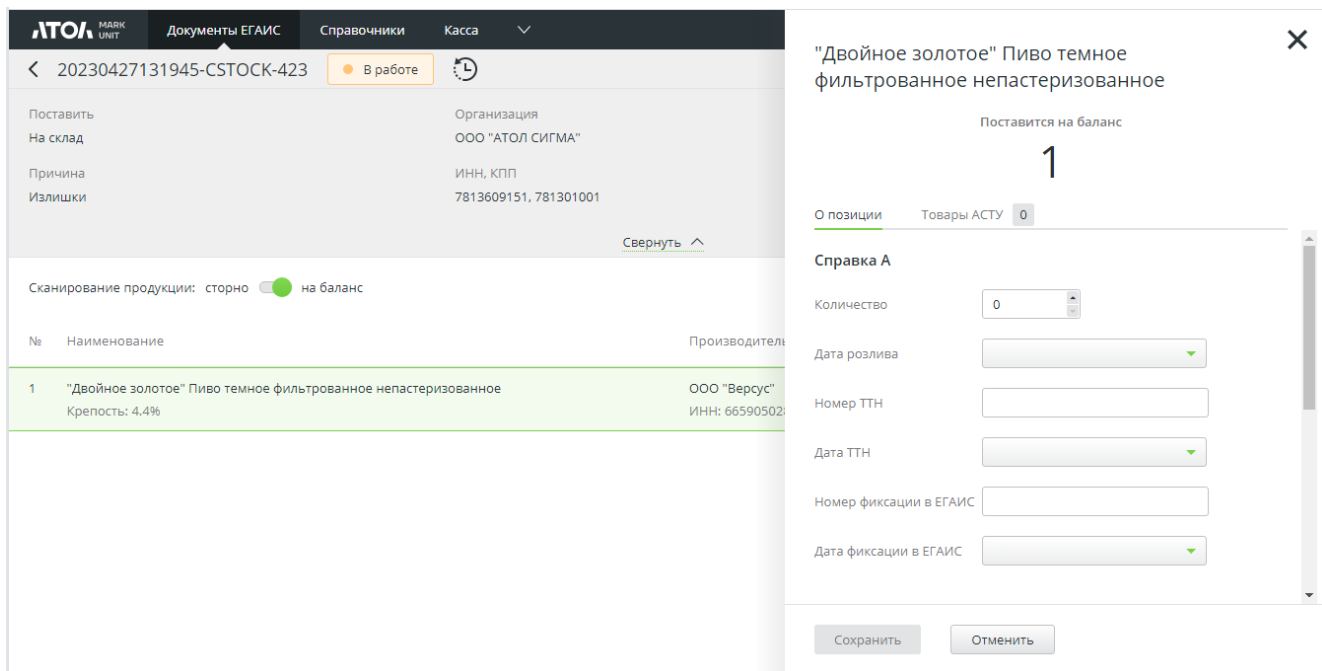 АТОЛ MARK UNIT Документы ЕГАИС Справочники Касса
20230427131945-CSTOCK-423 В работе
Поставить Организация
На склад ООО "АТОЛ СИГМА"
Причина ИНН, КПП
Излишки 7813609151, 781301001
Свернуть
Сканирование продукции: сторно на баланс
№ Наименование Производитель
1 "Двойное золотое" Пиво темное фильтрованное непастеризованное ООО "Версус"
Крепость: 4.4% ИНН: 665905028
"Двойное золотое" Пиво темное
фильтрованное непастеризованное
Поставится на баланс
1
О позиции Товары АСТУ 0
Справка А
Количество 0
Дата розлива
Номер ТТН
Дата ТТН
Номер фиксации в ЕГАИС
Дата фиксации в ЕГАИС
Сохранить Отменить